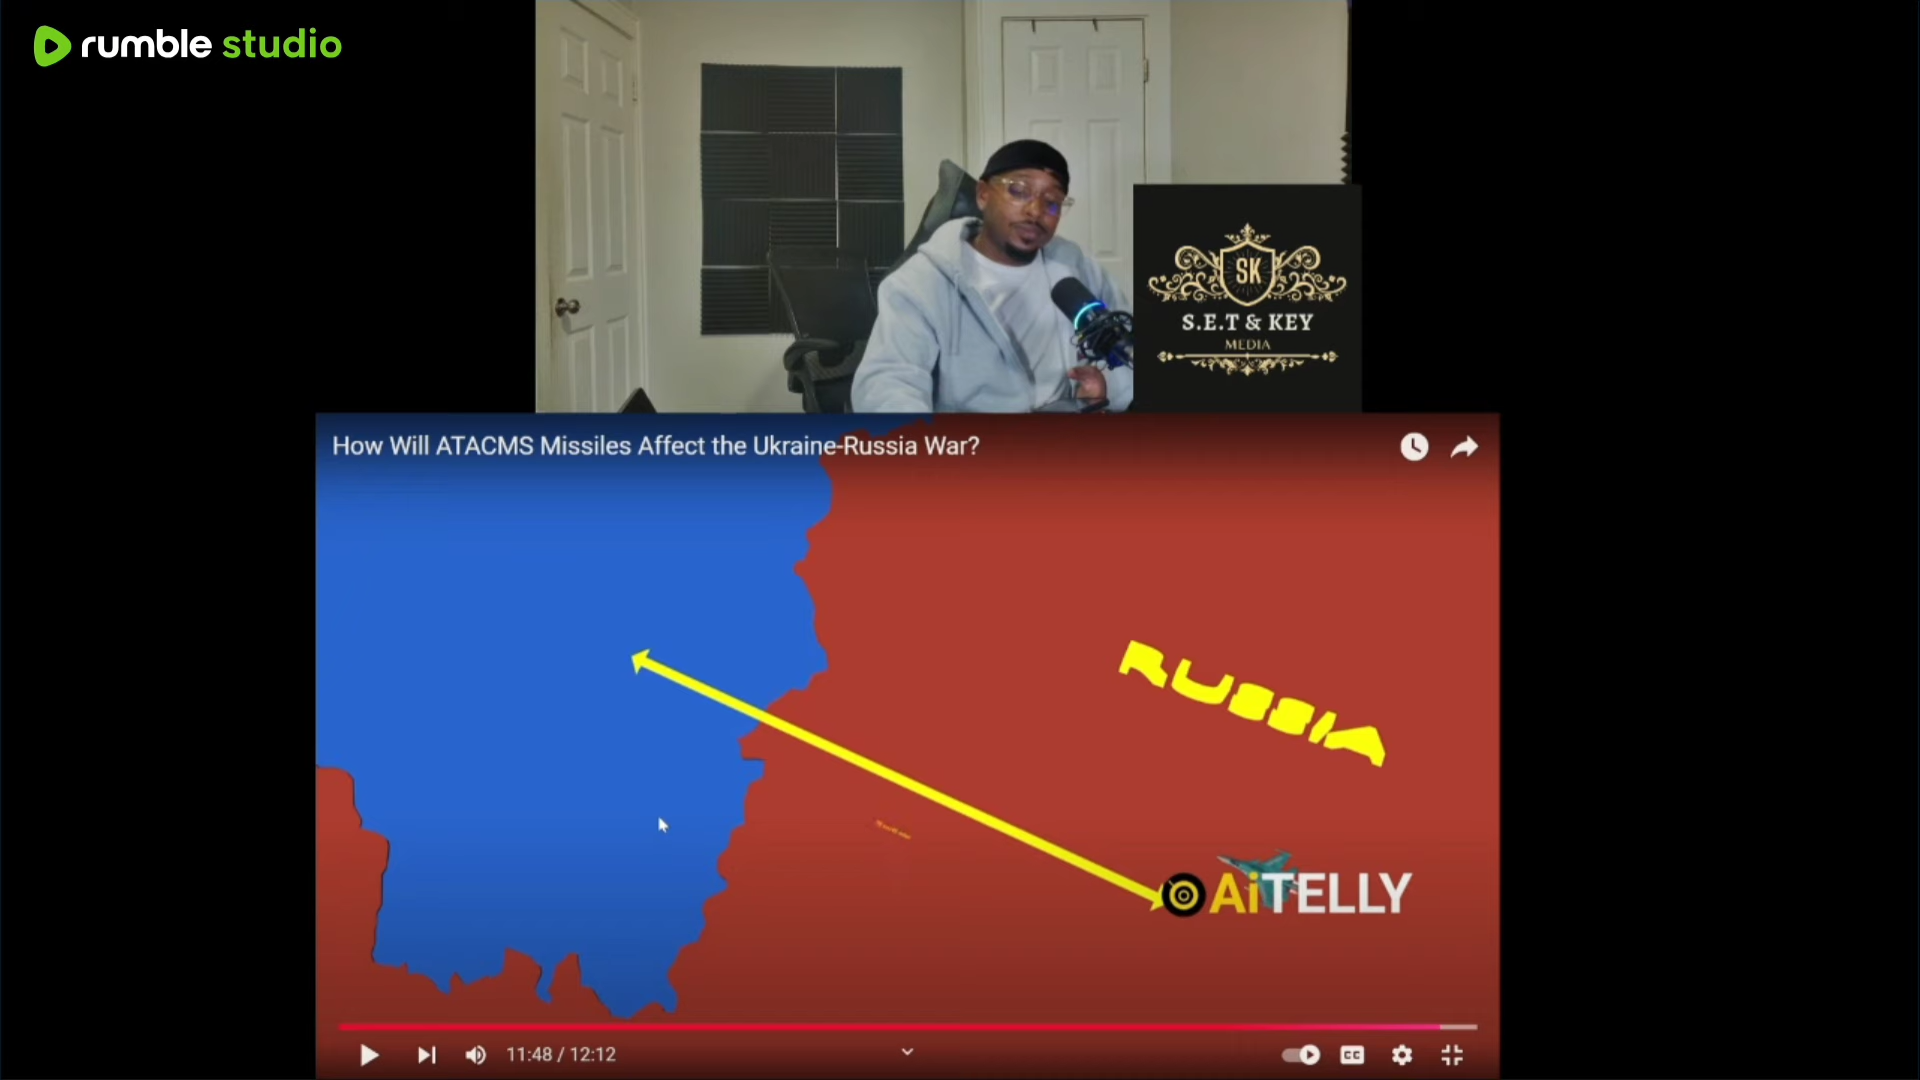 rumble studio
SK
S.E.T & KEY
MEDIA
How Will ATACMS Missiles Affect the Ukraine-Russia War?
RUSSIA
AiTELLY
11:48 / 12:12
CC